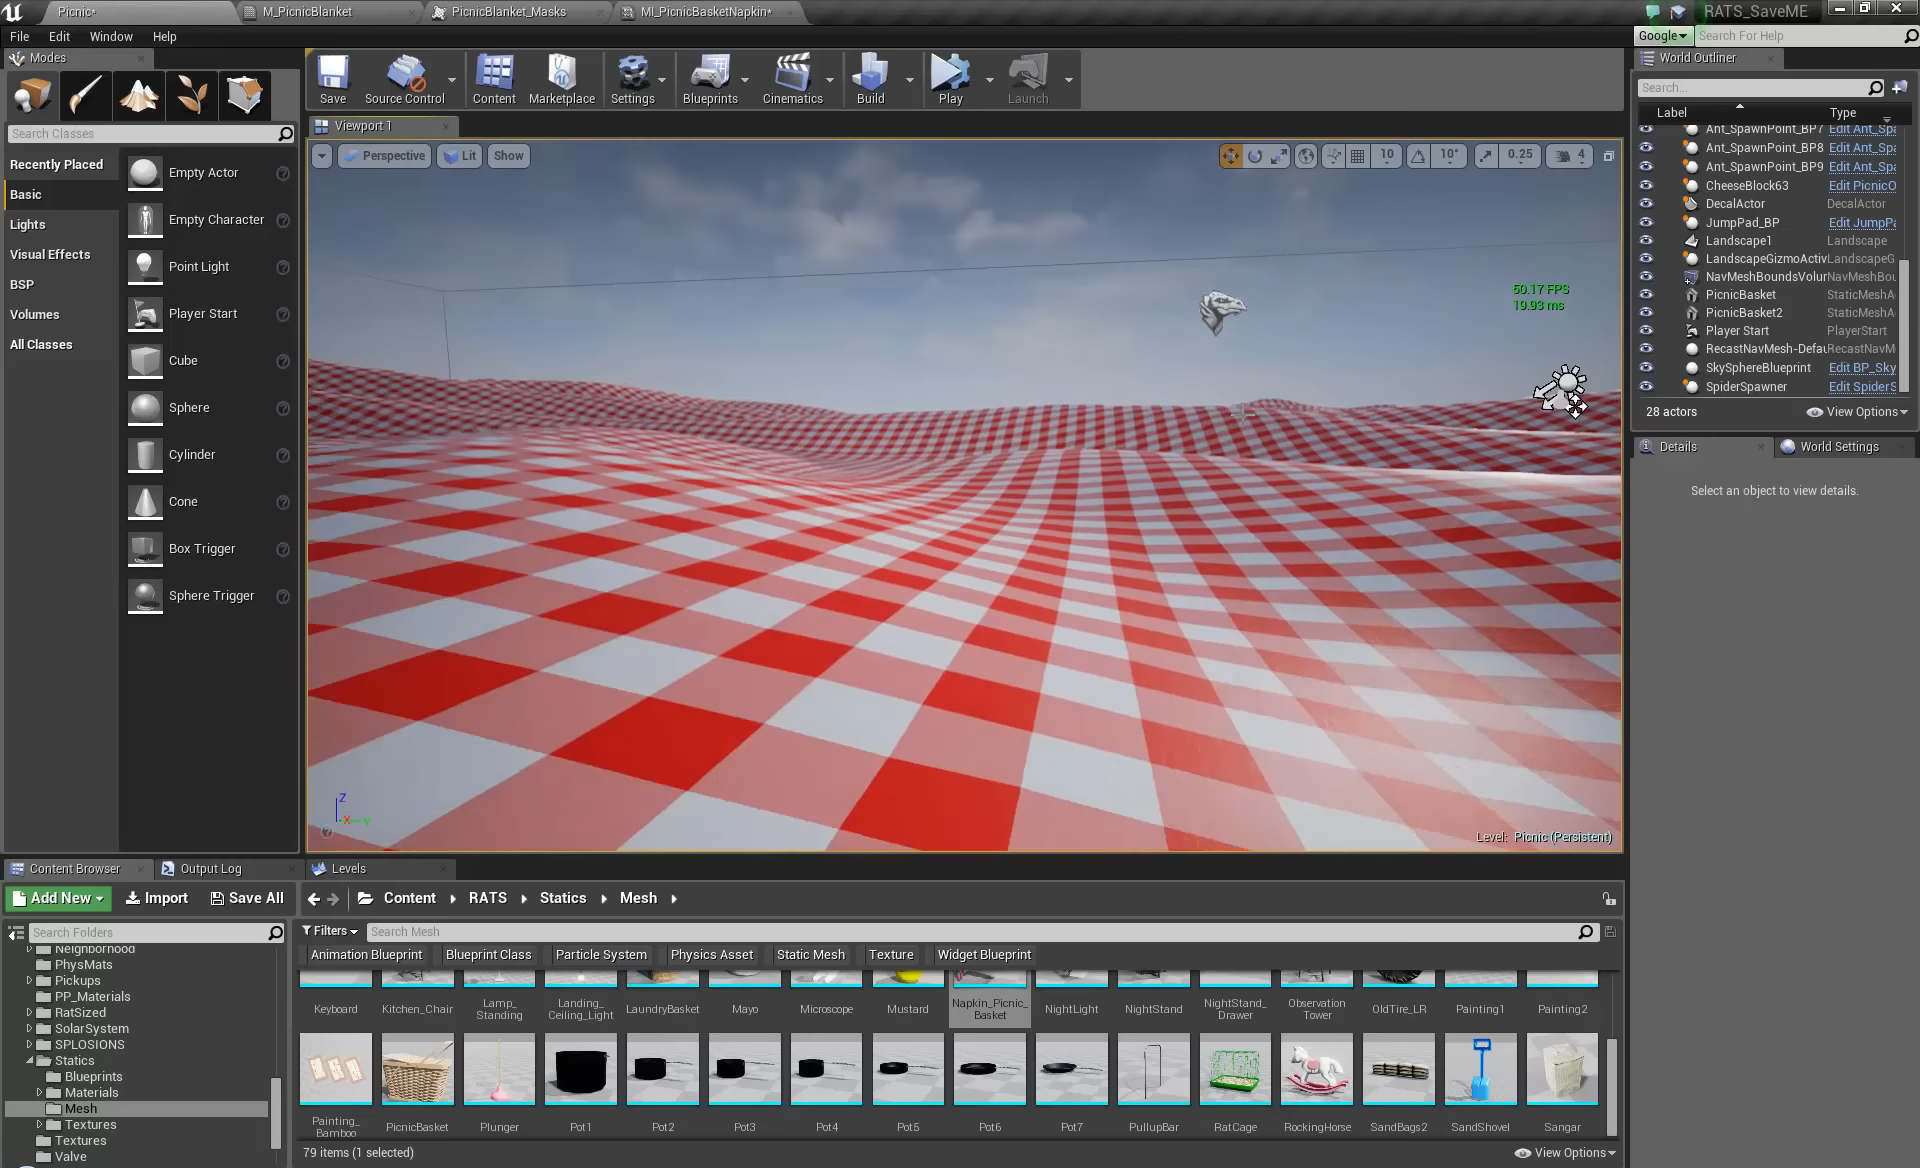 Picnic•
M_PicnicBlanket
PicnicBlanket_Masks
MI_PicnicBasketNapkin*
RATS_SaveME
File Edit Window Help
Google
Search For Help
Modes
World Outliner
Save
Source Control
Content
Marketplace
Settings
Blueprints
Cinematics
Build
Play
Launch
Search...
Search Classes
Viewport 1
Label
Type
Perspective
Lit
Show
10
10°
0.25
4
Recently Placed
Basic
Lights
Visual Effects
BSP
Volumes
All Classes
Empty Actor
Empty Character
Point Light
Player Start
Cube
Sphere
Cylinder
Cone
Box Trigger
Sphere Trigger
50.17 FPS
19.93 ms
Z
X
Y
Level: Picnic (Persistent)
Ant_SpawnPoint_BP7 Edit Ant_Spa
Ant_SpawnPoint_BP8 Edit Ant_Spa
Ant_SpawnPoint_BP9 Edit Ant_Spa
CheeseBlock63 Edit PicnicO
DecalActor DecalActor
JumpPad_BP Edit JumpPa
Landscape1 Landscape
LandscapeGizmoActiv LandscapeG
NavMeshBoundsVolur NavMeshBou
PicnicBasket StaticMeshA
PicnicBasket2 StaticMeshA
Player Start PlayerStart
RecastNavMesh-Defau RecastNavM
SkySphereBlueprint Edit BP_Sky
SpiderSpawner Edit SpiderS
28 actors
View Options
Details
World Settings
Select an object to view details.
Content Browser
Output Log
Levels
Add New
Import
Save All
Content
RATS
Statics
Mesh
Search Folders
Filters
Search Mesh
Animation Blueprint
Blueprint Class
Particle System
Physics Asset
Static Mesh
Texture
Widget Blueprint
Neighborhood
PhysMats
Pickups
PP_Materials
RatSized
SolarSystem
SPLOSIONS
Statics
Blueprints
Materials
Mesh
Textures
Textures
Valve
Keyboard
Kitchen_Chair
Lamp_
Standing
Landing_
Ceiling_Light
LaundryBasket
Mayo
Microscope
Mustard
Napkin_Picnic_
Basket
NightLight
NightStand
NightStand_
Drawer
Observation
Tower
OldTire_LR
Painting1
Painting2
Painting_
Bamboo
PicnicBasket
Plunger
Pot1
Pot2
Pot3
Pot4
Pot5
Pot6
Pot7
PullupBar
RatCage
RockingHorse
SandBags2
SandShovel
Sangar
79 items (1 selected)
View Options